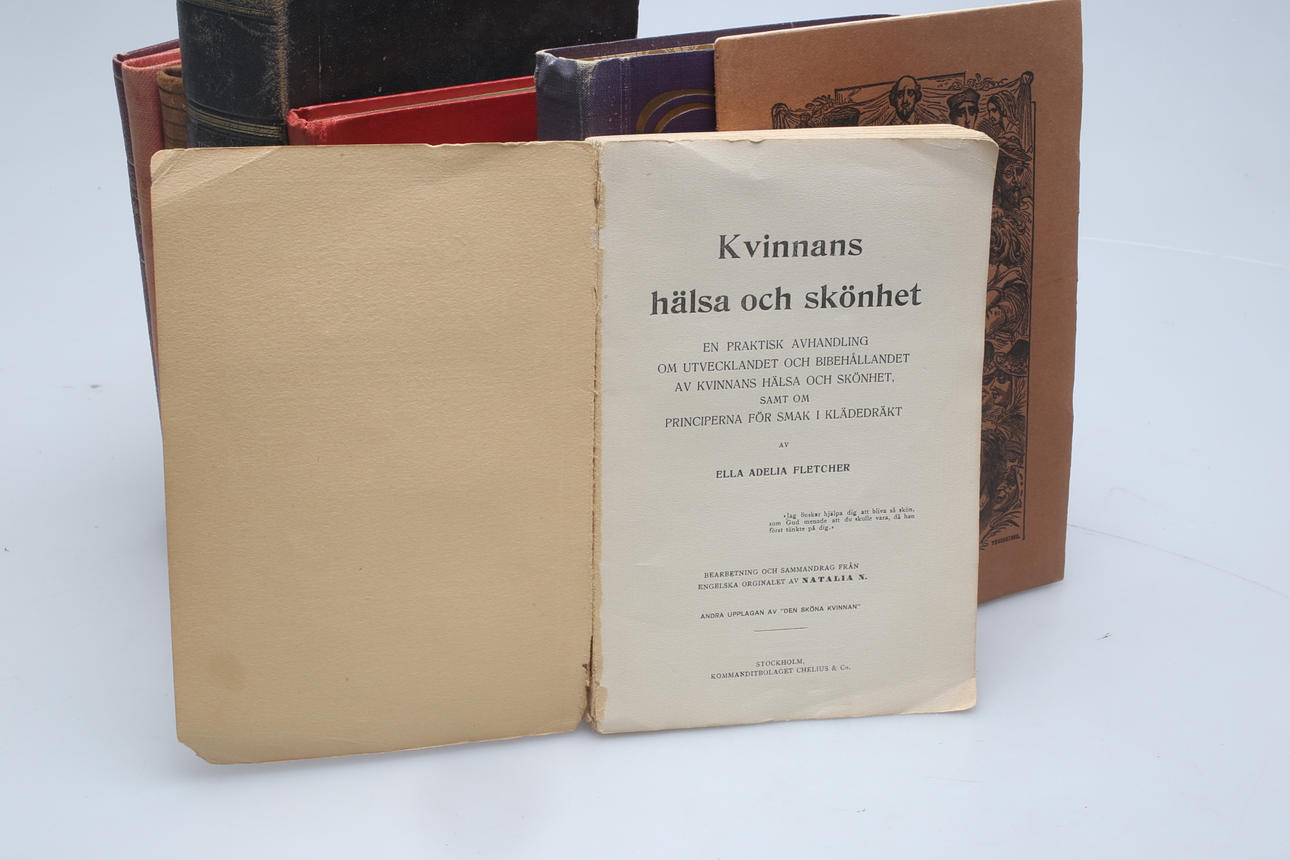 Kvinnans
hälsa och skönhet
EN PRAKTISK AVHANDLING
OM UTVECKLANDET OCH BIBEHÅLLANDET
AV KVINNANS HÄLSA OCH SKÖNHET,
SAMT OM
PRINCIPERNA FÖR SMAK I KLÄDEDRÄKT
AV
ELLA ADELIA FLETCHER
»Jag önskar hjälpa dig att bliva så skön,
som Gud menade att du skulle vara, då han
först tänkte på dig.»
BEARBETNING OCH SAMMANDRAG FRÅN
ENGELSKA ORGINALET AV NATALIA N.
ANDRA UPPLAGAN AV "DEN SKÖNA KVINNAN"
STOCKHOLM,
KOMMANDITBOLAGET CHELIUS & Co.